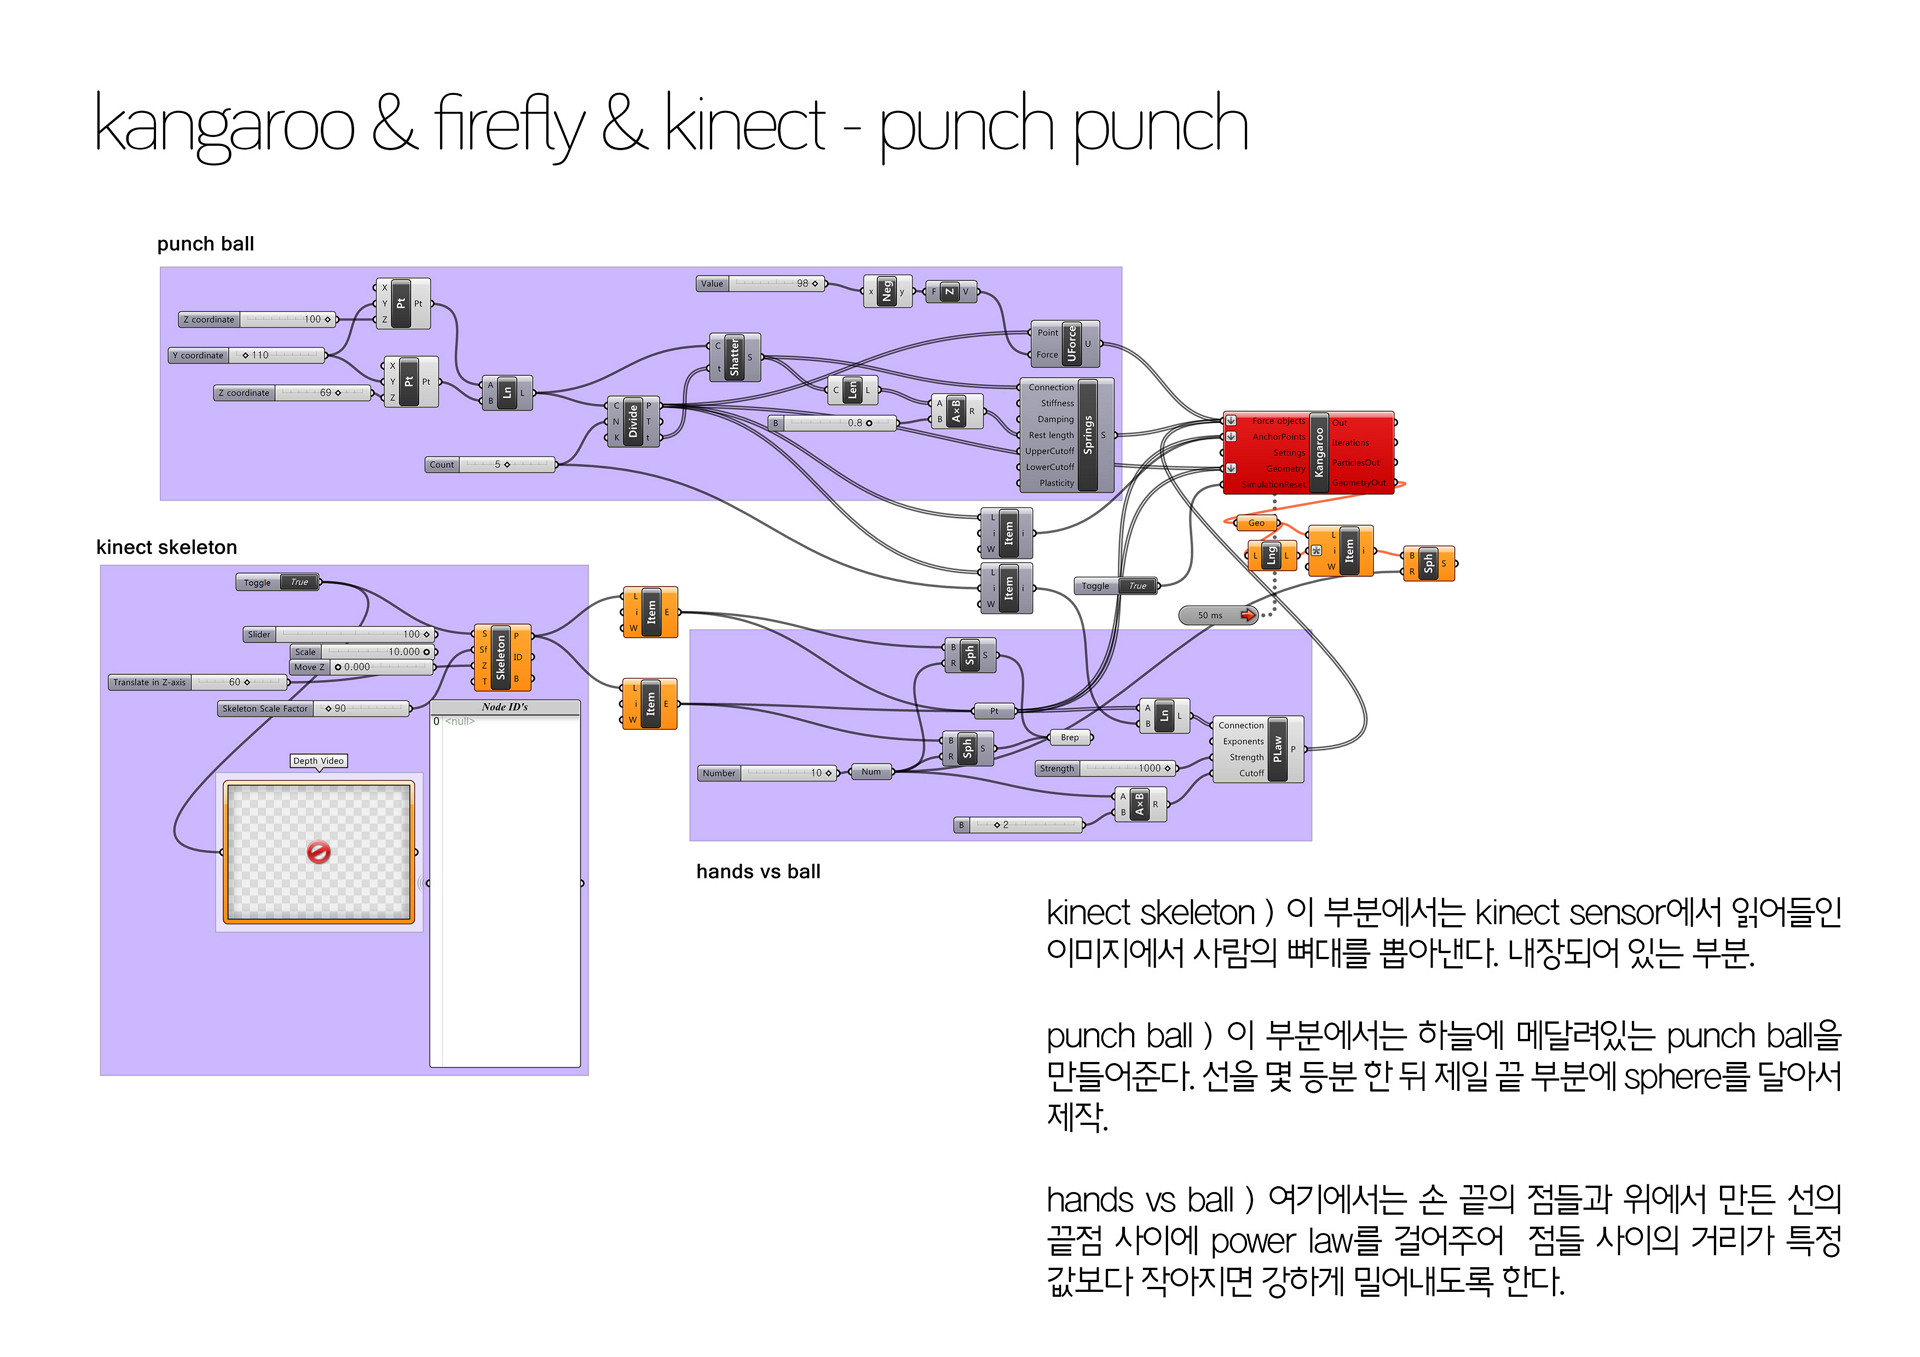 kangaroo & firefly & kinect - punch punch
punch ball
Value 98
X
Y
Z
Pt
Pt
Z coordinate 100
Y coordinate 110
Z coordinate 69
X
Y
Z
Pt
Pt
A
B
Ln
L
C
N
K
Divide
P
T
t
Count 5
C
t
Shatter
S
C
Len
L
B 0.8
A
B
A×B
R
x
Neg
y
F
Z
V
Point
Force
UForce
U
Connection
Stiffness
Damping
Rest length
UpperCutoff
LowerCutoff
Plasticity
Springs
S
L
i
W
Item
i
L
i
W
Item
i
Force objects
AnchorPoints
Settings
Geometry
SimulationReset
Kangaroo
Out
Iterations
ParticlesOut
GeometryOut
Geo
L
Lng
L
L
i
W
Item
i
B
R
Sph
S
Toggle True
50 ms
kinect skeleton
Toggle True
Slider 100
Scale 10.000
Move Z 0.000
Translate in Z-axis 60
Skeleton Scale Factor 90
S
Sf
Z
T
Skeleton
P
ID
B
Node ID's
0 <null>
Depth Video
L
i
W
Item
E
L
i
W
Item
E
B
R
Sph
S
Pt
B
R
Sph
S
Brep
Number 10
Num
A
B
Ln
L
Strength 1000
A
B
A×B
R
B 2
Connection
Exponents
Strength
Cutoff
PLaw
P
hands vs ball
kinect skeleton ) 이 부분에서는 kinect sensor에서 읽어들인
이미지에서 사람의 뼈대를 뽑아낸다. 내장되어 있는 부분.
punch ball ) 이 부분에서는 하늘에 메달려있는 punch ball을
만들어준다. 선을 몇 등분 한 뒤 제일 끝 부분에 sphere를 달아서
제작.
hands vs ball ) 여기에서는 손 끝의 점들과 위에서 만든 선의
끝점 사이에 power law를 걸어주어 점들 사이의 거리가 특정
값보다 작아지면 강하게 밀어내도록 한다.